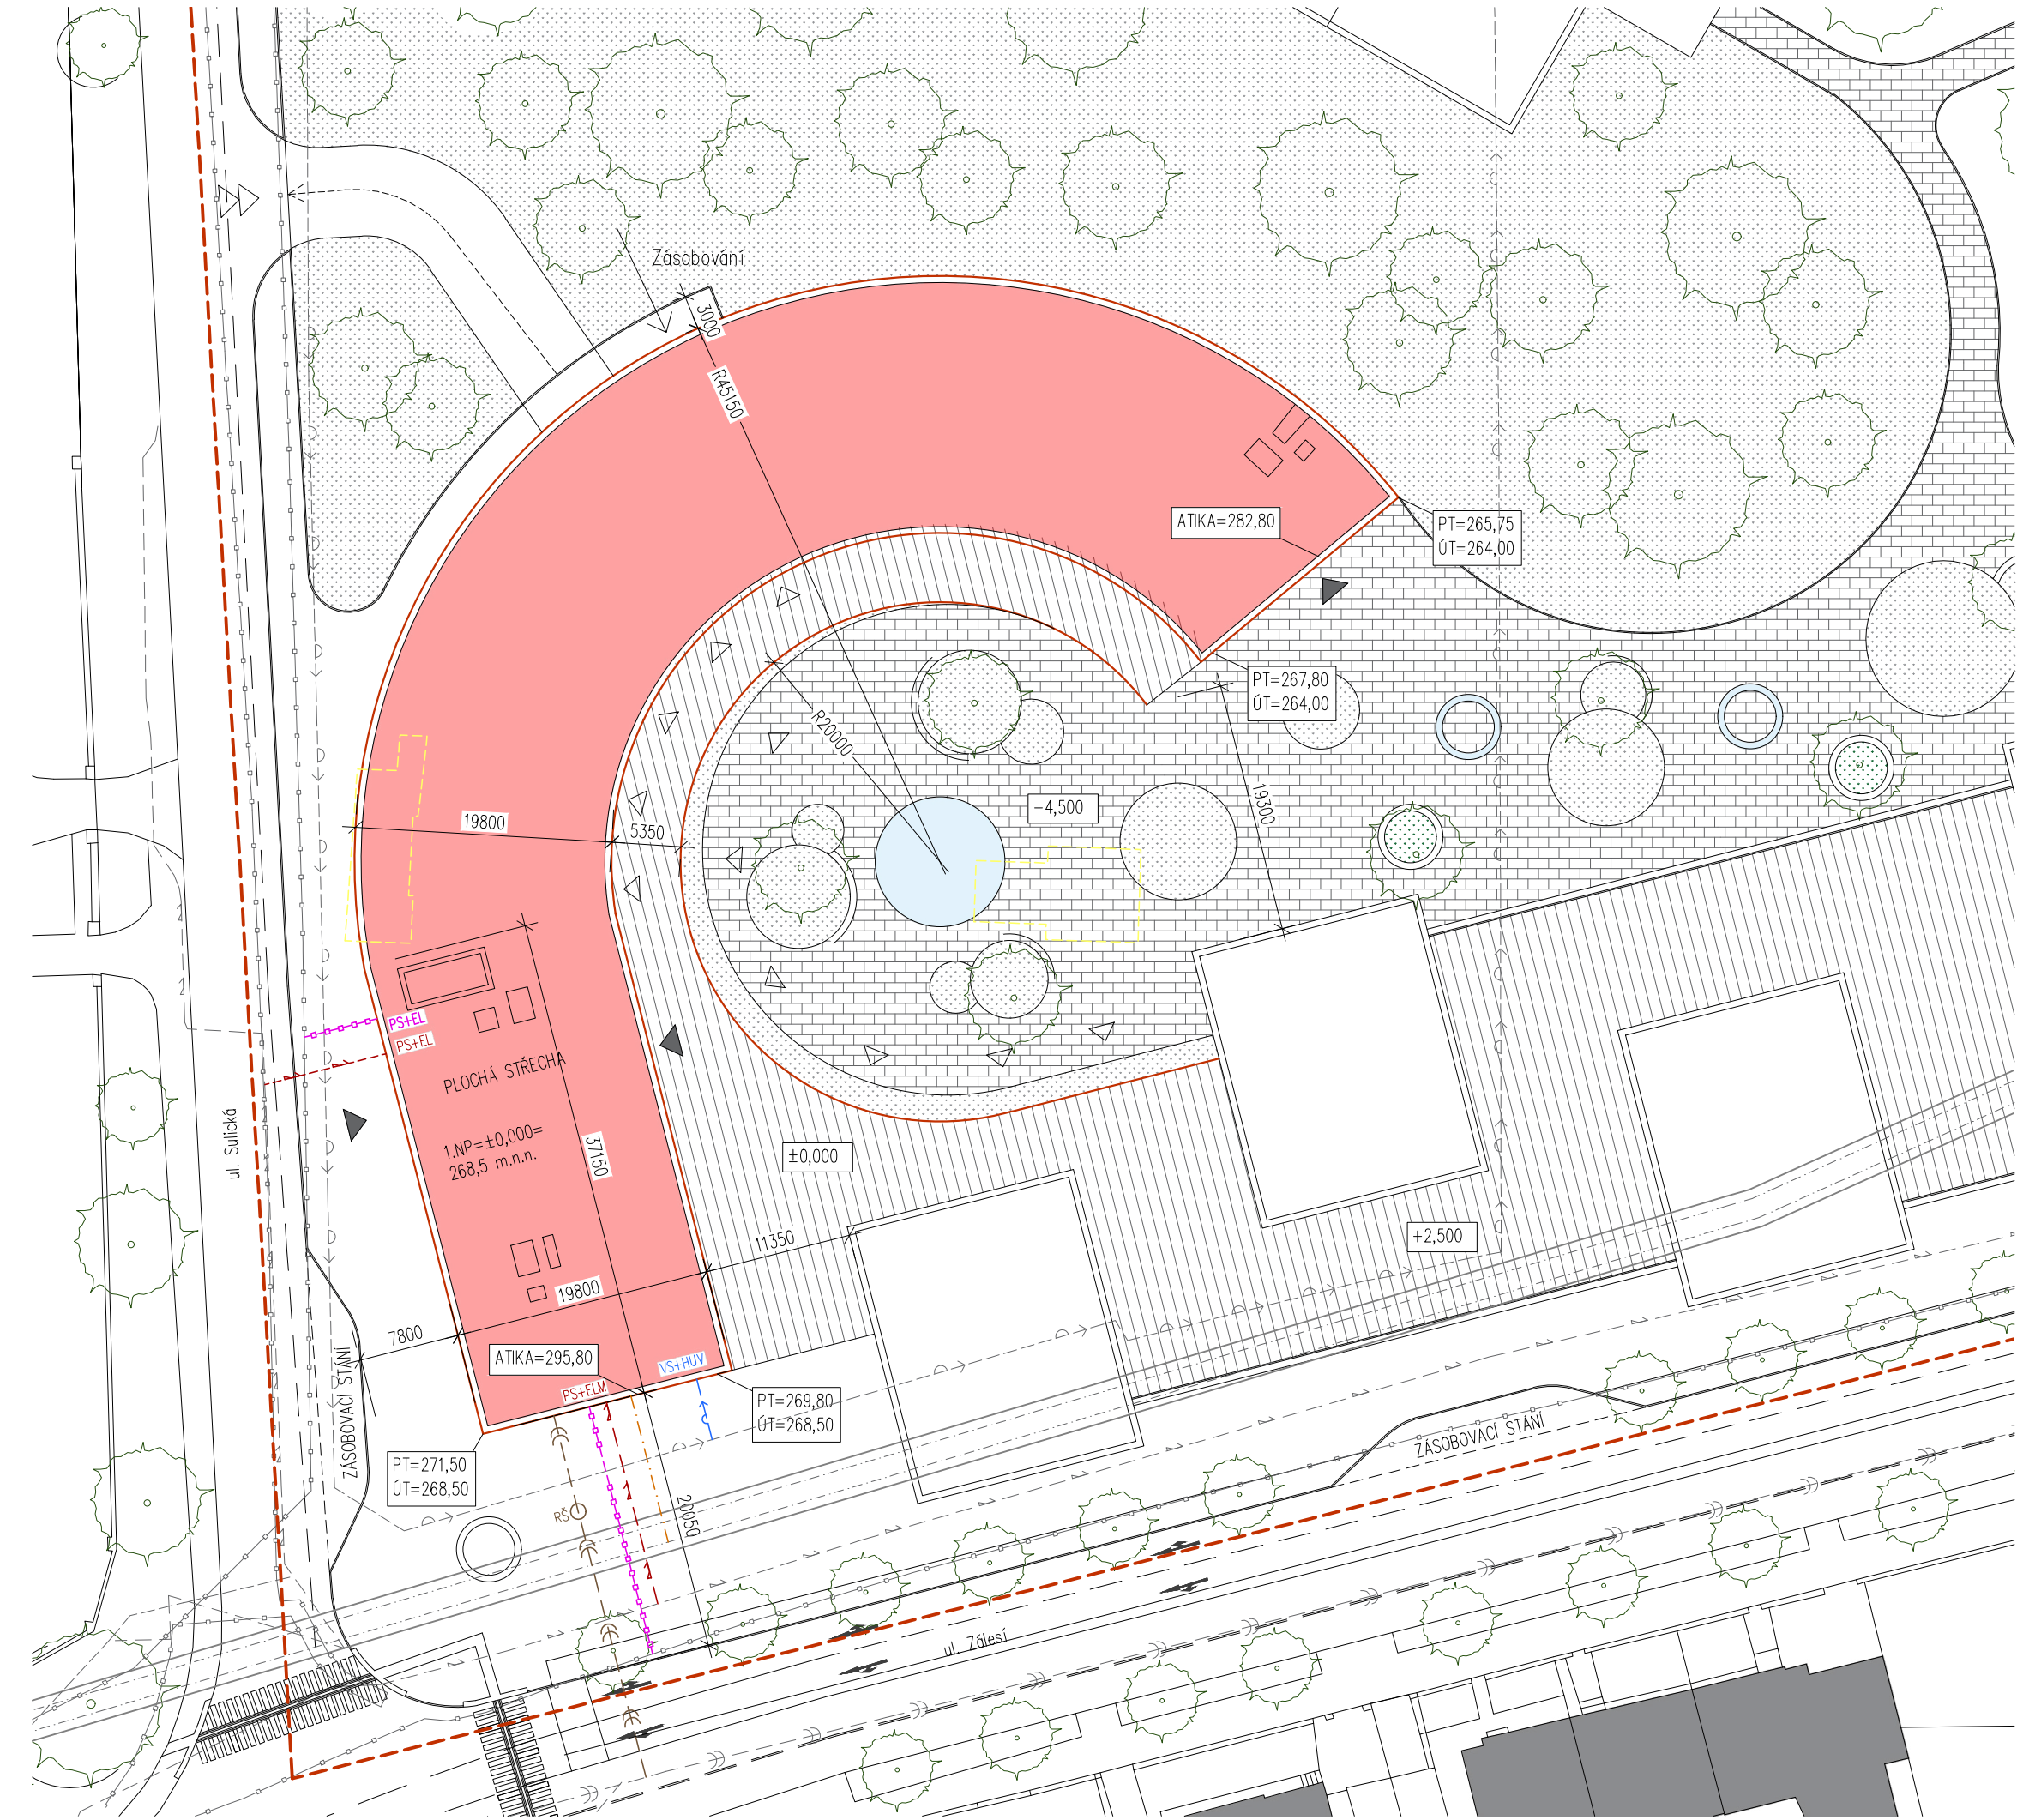 Zásobování
3000
R45150
ATIKA=282,80
PT=265,75
ÚT=264,00
PT=267,80
ÚT=264,00
R20000
19300
-4,500
19800
5350
PS+EL
PS+EL
PLOCHÁ STŘECHA
1.NP=±0,000=
268,5 m.n.n.
37150
ul. Sulická
±0,000
+2,500
11350
19800
7800
ATIKA=295,80
VS+HUV
PS+ELM
ZÁSOBOVACÍ STÁNÍ
PT=269,80
ÚT=268,50
PT=271,50
ÚT=268,50
ZÁSOBOVACÍ STÁNÍ
RŠ
20050
ul. Zálesí